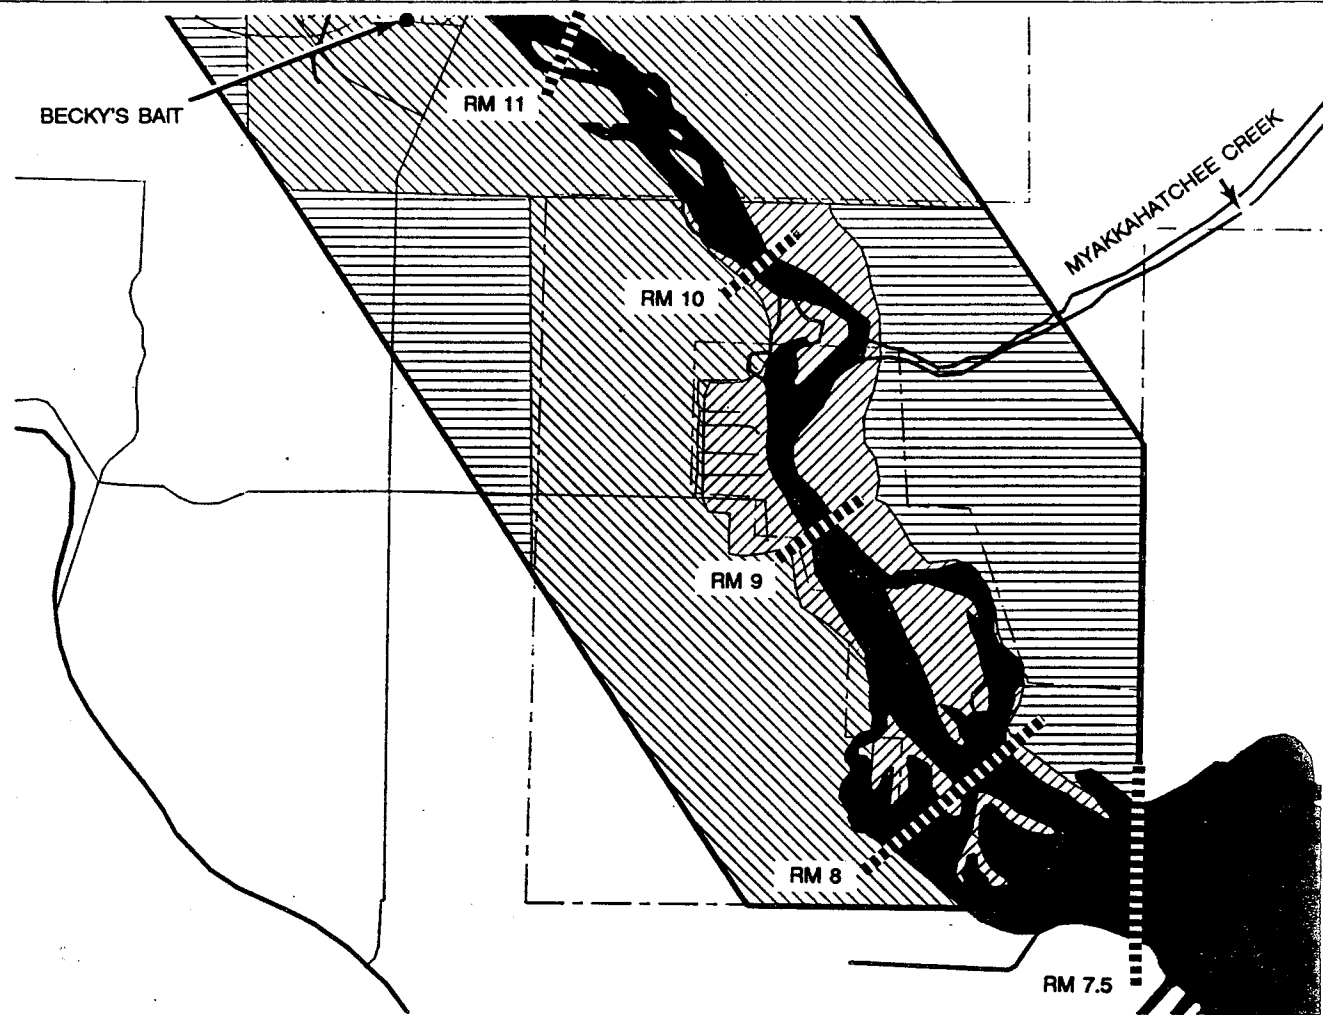 BECKY'S BAIT
RM 11
MYAKKAHATCHEE CREEK
RM 10
RM 9
RM 8
RM 7.5